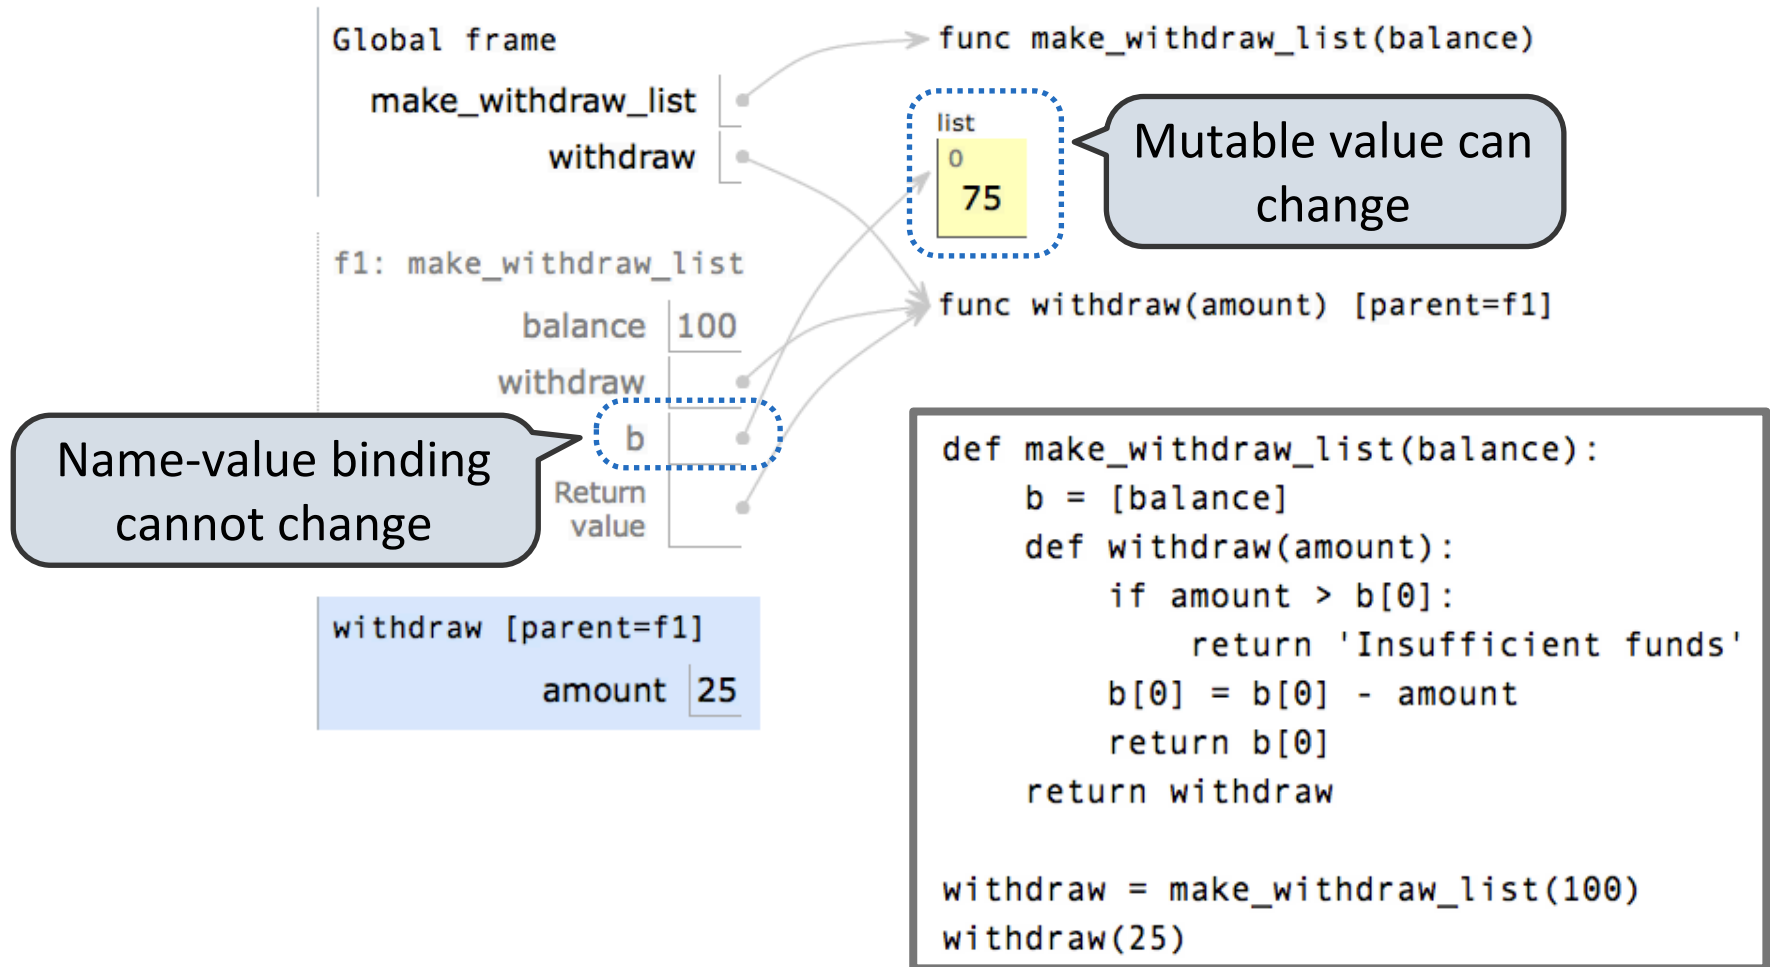 Global frame
make_withdraw_list
withdraw
func make_withdraw_list(balance)
list
0
75
Mutable value can
change
f1: make_withdraw_list
balance 100
withdraw
b
Return
value
func withdraw(amount) [parent=f1]
Name-value binding
cannot change
withdraw [parent=f1]
amount 25
def make_withdraw_list(balance):
    b = [balance]
    def withdraw(amount):
        if amount > b[0]:
            return 'Insufficient funds'
        b[0] = b[0] - amount
        return b[0]
    return withdraw
withdraw = make_withdraw_list(100)
withdraw(25)